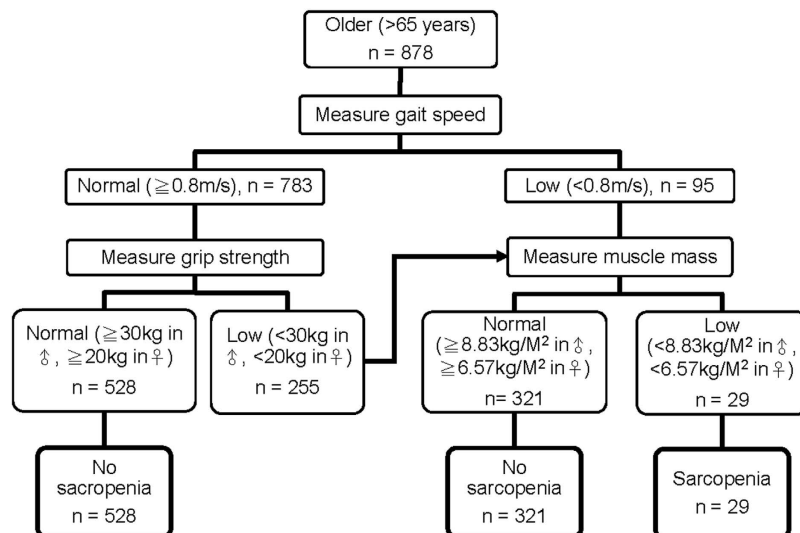 Older (>65 years)
n = 878
Measure gait speed
Normal (≧0.8m/s), n = 783
Low (<0.8m/s), n = 95
Measure grip strength
Measure muscle mass
Normal (≧30kg in
♂, ≧20kg in♀)
n = 528
Low (<30kg in
♂, <20kg in♀)
n = 255
Normal
(≧8.83kg/M² in♂,
≧6.57kg/M² in♀)
n= 321
Low
(<8.83kg/M² in♂,
<6.57kg/M² in♀)
n = 29
No
sacropenia
n = 528
No
sarcopenia
n = 321
Sarcopenia
n = 29